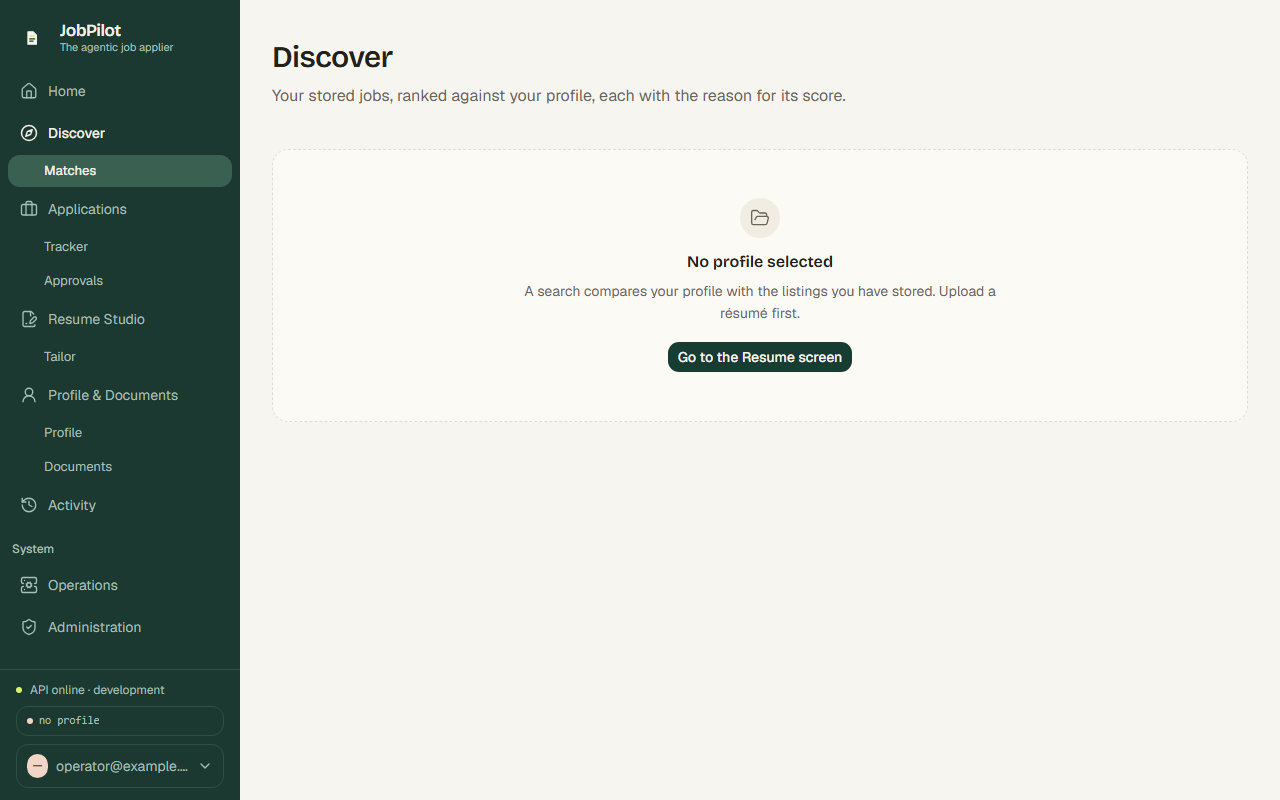 JobPilot
The agentic job applier
Home
Discover
Matches
Applications
Tracker
Approvals
Resume Studio
Tailor
Profile & Documents
Profile
Documents
Activity
System
Operations
Administration
API online · development
no profile
operator@example....
Discover
Your stored jobs, ranked against your profile, each with the reason for its score.
No profile selected
A search compares your profile with the listings you have stored. Upload a
résumé first.
Go to the Resume screen